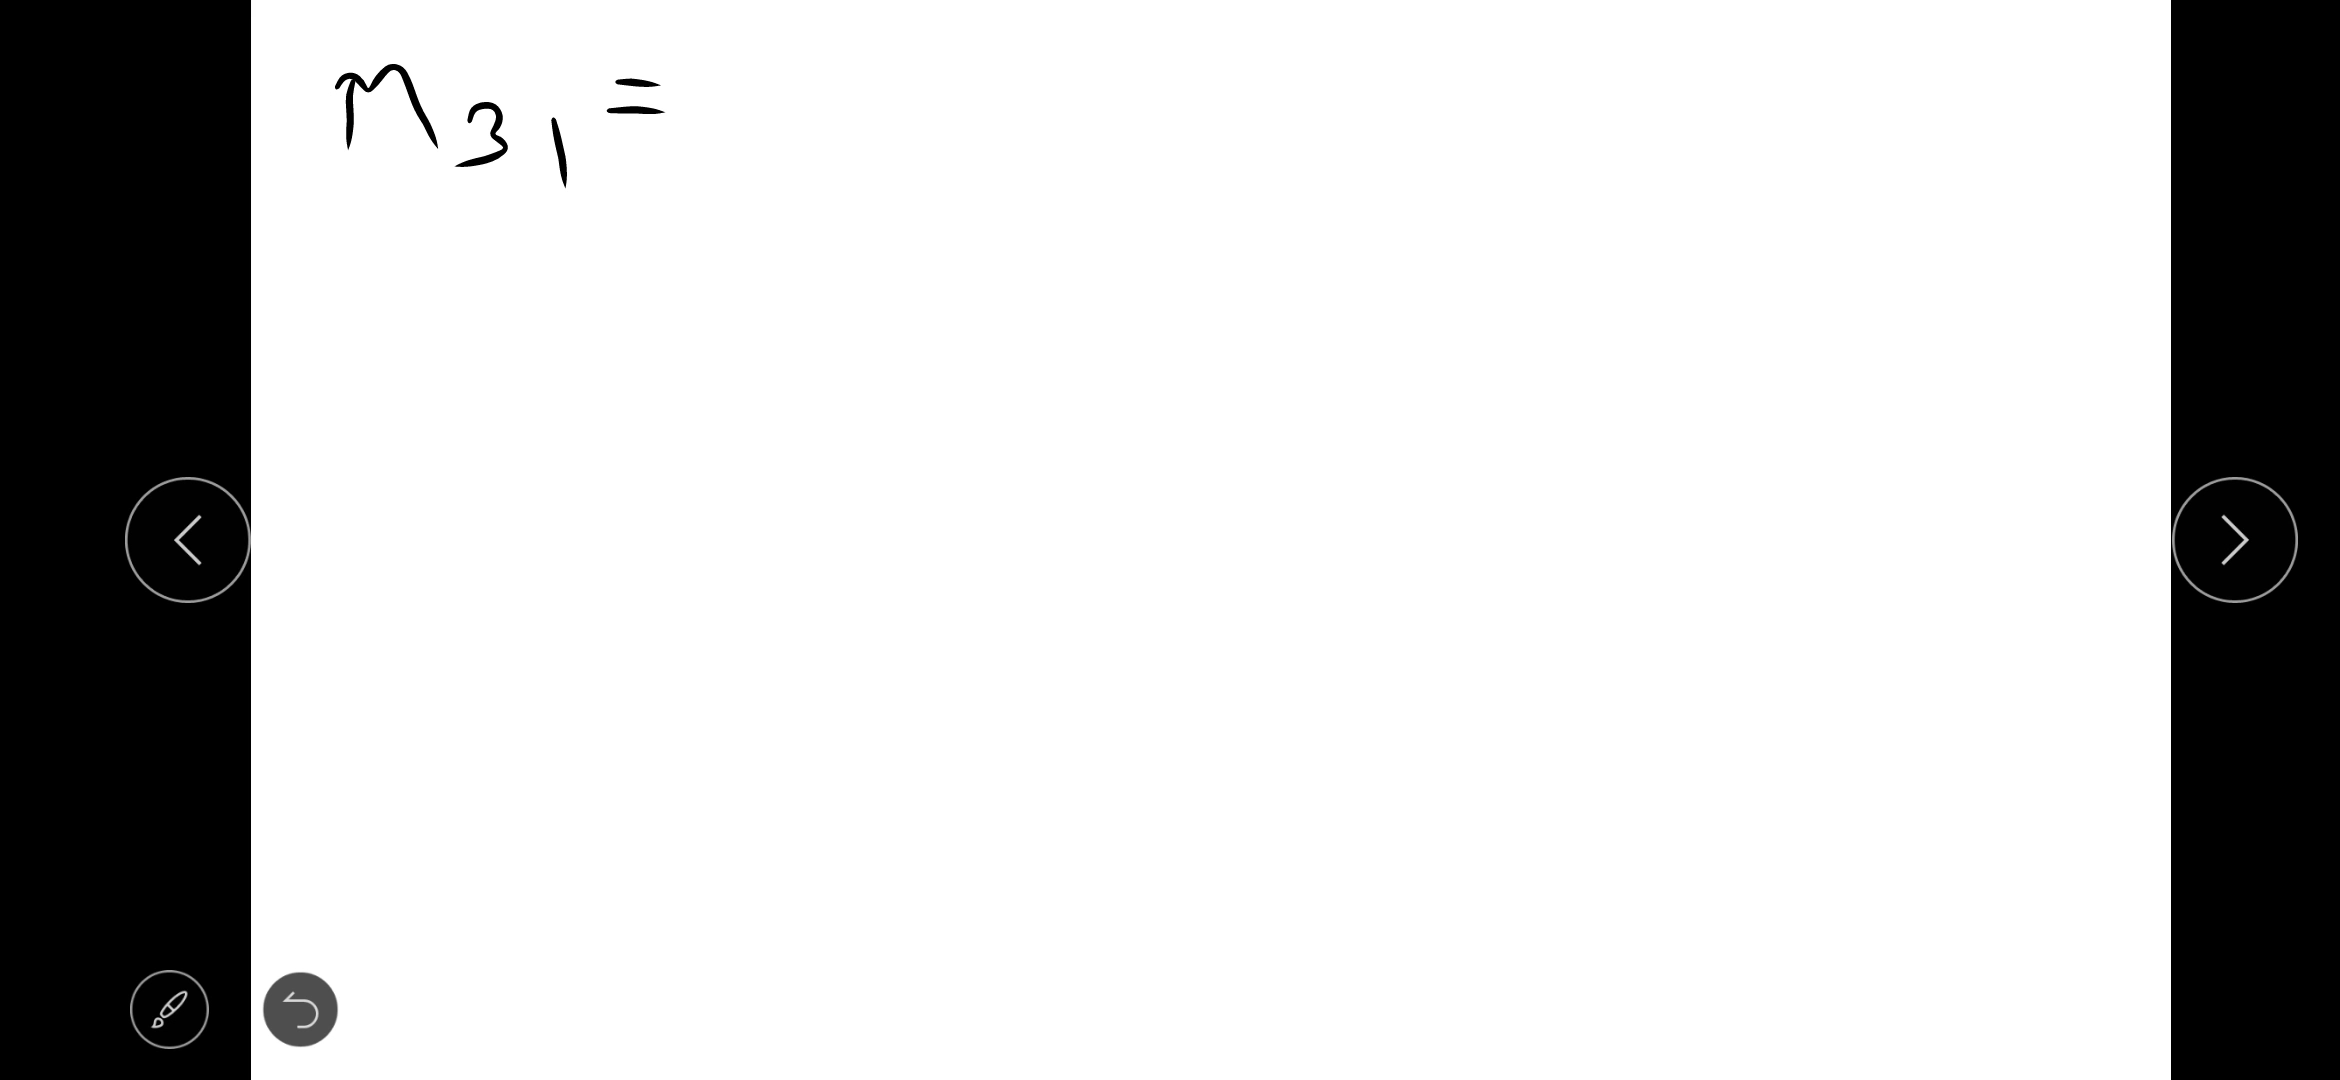 m₃₁ =